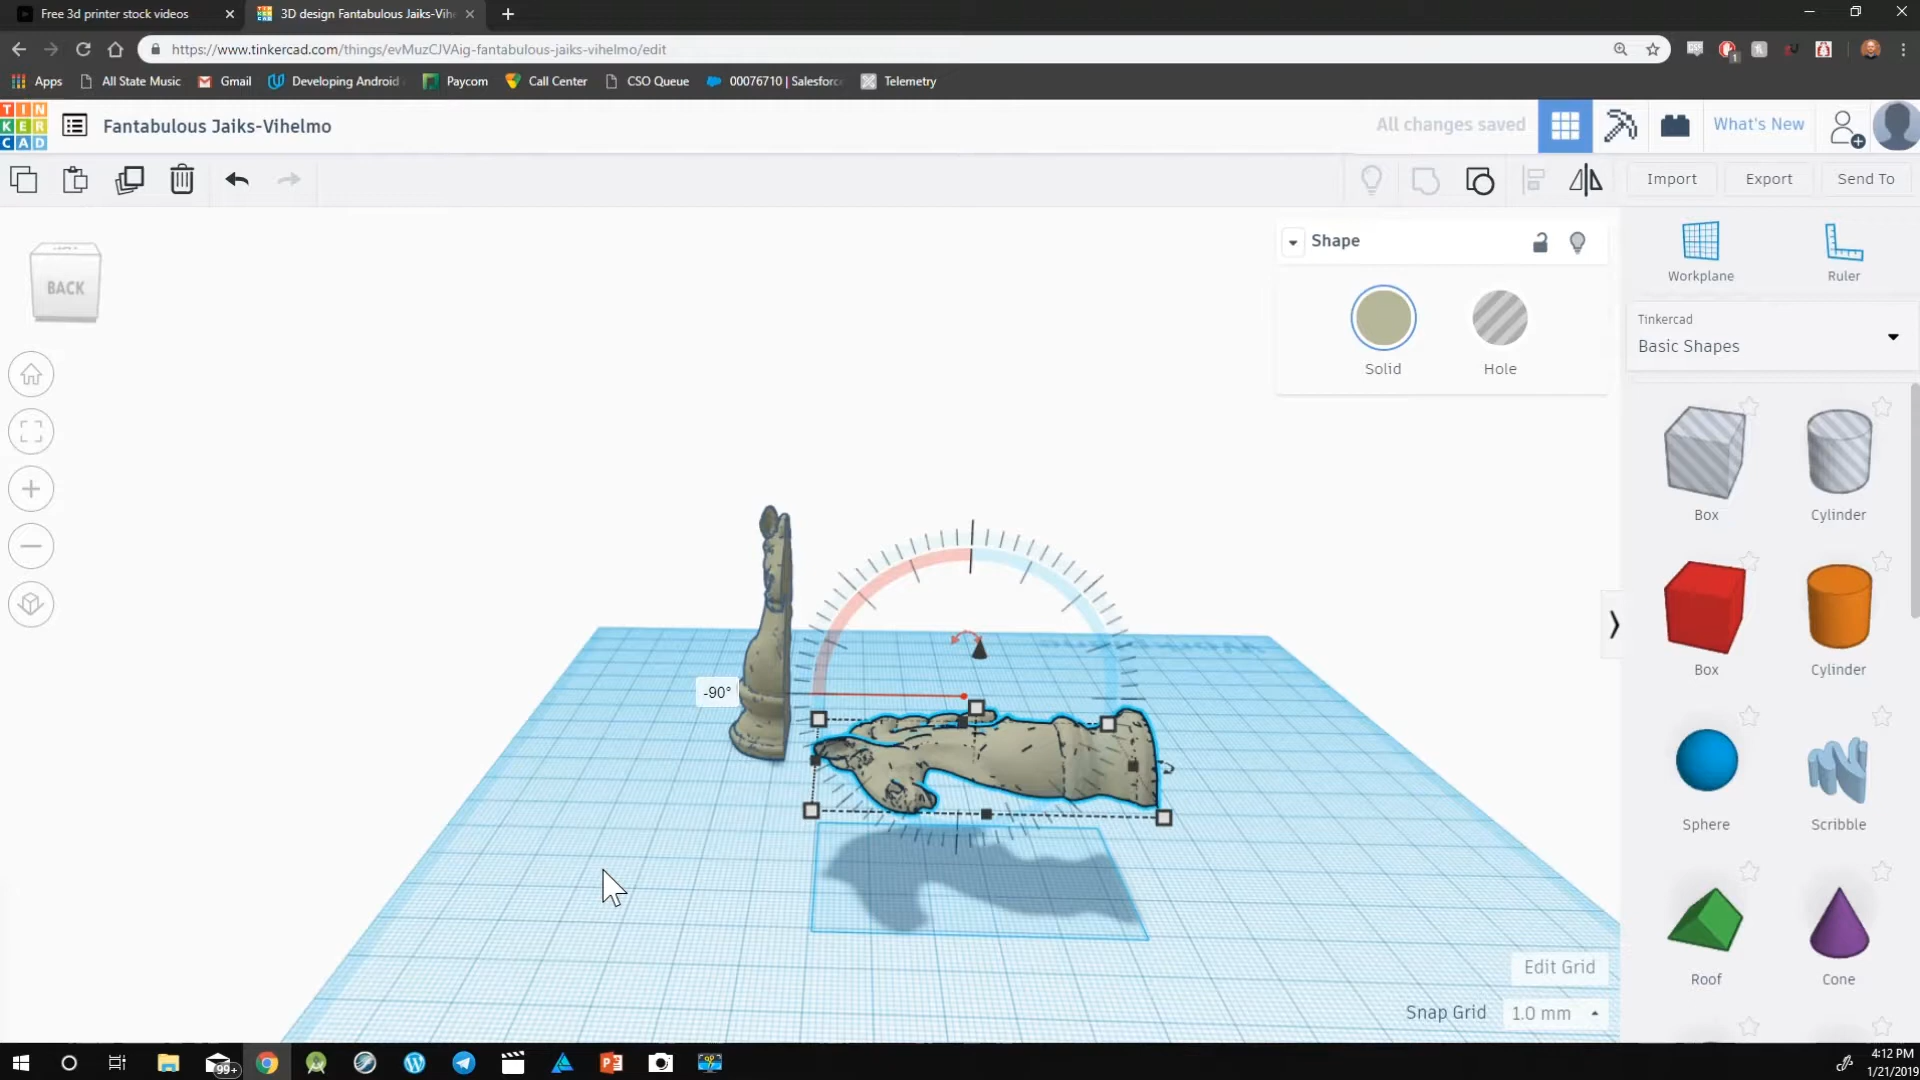 Free 3d printer stock videos
3D design Fantabulous Jaiks-Vihe
https://www.tinkercad.com/things/evMuzCJVAig-fantabulous-jaiks-vihelmo/edit
Apps
All State Music
Gmail
Developing Android
Paycom
Call Center
CSO Queue
00076710 | Salesforc
Telemetry
TIN
KER
CAD
Fantabulous Jaiks-Vihelmo
All changes saved
What's New
Import
Export
Send To
BACK
Shape
Solid
Hole
Workplane
Ruler
Tinkercad
Basic Shapes
Box
Cylinder
Box
Cylinder
Sphere
Scribble
Roof
Cone
-90°
Edit Grid
Snap Grid
1.0 mm
99+
4:12 PM
1/21/2019